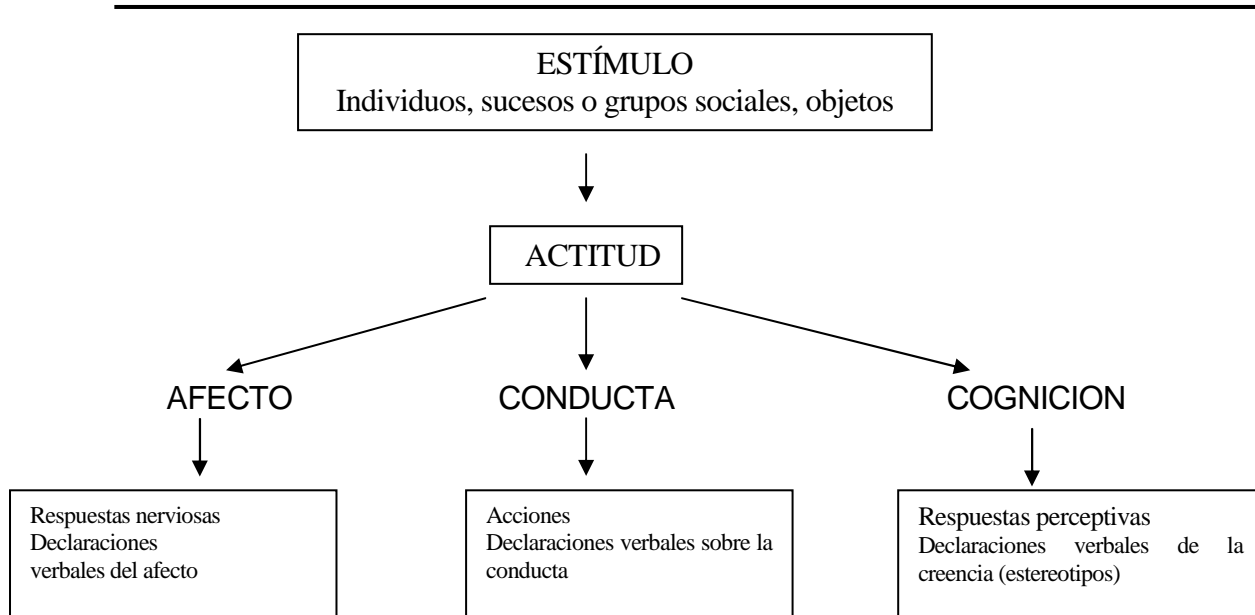 ESTÍMULO
Individuos, sucesos o grupos sociales, objetos
ACTITUD
AFECTO
CONDUCTA
COGNICION
Respuestas nerviosas
Declaraciones
verbales del afecto
Acciones
Declaraciones verbales sobre la
conducta
Respuestas perceptivas
Declaraciones verbales de la
creencia (estereotipos)